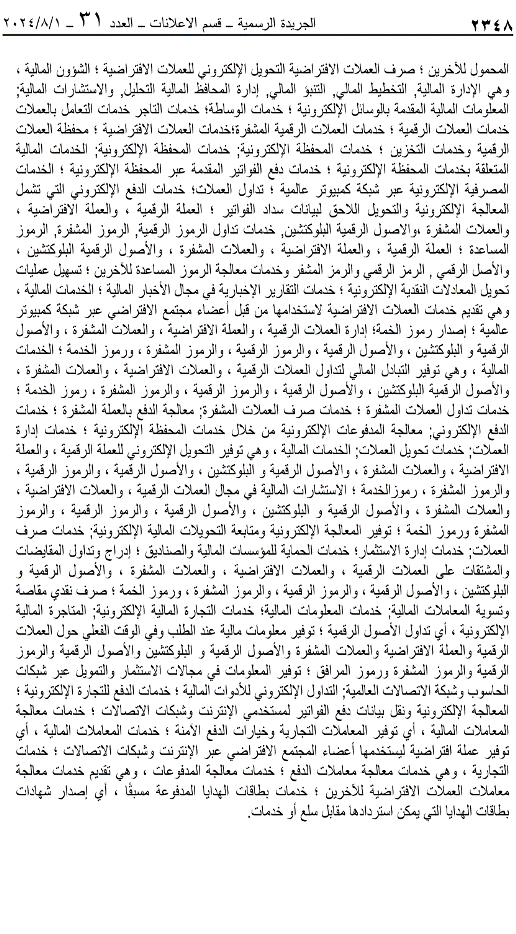 ٢٣٤٨ الجريدة الرسمية – قسم الاعلانات – العدد ٣١ – ٢٠٢٤/٨/١
المحمول للآخرين ؛ صرف العملات الافتراضية التحويل الإلكتروني للعملات الافتراضية ؛ الشؤون المالية ،
وهي الإدارة المالية, التخطيط المالي, التنبؤ المالي, إدارة المحافظ المالية التحليل, والاستشارات المالية;
المعلومات المالية المقدمة بالوسائل الإلكترونية ؛ خدمات الوساطة؛ خدمات التاجر خدمات التعامل بالعملات
خدمات العملات الرقمية ؛ خدمات العملات الرقمية المشفرة؛خدمات العملات الافتراضية ؛ محفظة العملات
الرقمية وخدمات التخزين ؛ خدمات المحفظة الإلكترونية; خدمات المحفظة الإلكترونية; الخدمات المالية
المتعلقة بخدمات المحفظة الإلكترونية ؛ خدمات دفع الفواتير المقدمة عبر المحفظة الإلكترونية ؛ الخدمات
المصرفية الإلكترونية عبر شبكة كمبيوتر عالمية ؛ تداول العملات؛ خدمات الدفع الإلكتروني التي تشمل
المعالجة الإلكترونية والتحويل اللاحق لبيانات سداد الفواتير ؛ العملة الرقمية ، والعملة الافتراضية ،
والعملات المشفرة ،والاصول الرقمية البلوكتشين, خدمات تداول الرموز الرقمية, الرموز المشفرة, الرموز
المساعدة ؛ العملة الرقمية ، والعملة الافتراضية ، والعملات المشفرة ، والأصول الرقمية البلوكتشين ،
والأصل الرقمي , الرمز الرقمي والرمز المشفر وخدمات معالجة الرموز المساعدة للآخرين ؛ تسهيل عمليات
تحويل المعادلات النقدية الإلكترونية ؛ خدمات التقارير الإخبارية في مجال الأخبار المالية ؛ الخدمات المالية ،
وهي تقديم خدمات العملات الافتراضية لاستخدامها من قبل أعضاء مجتمع الافتراضي عبر شبكة كمبيوتر
عالمية ؛ إصدار رموز الخمة؛ إدارة العملات الرقمية ، والعملة الافتراضية ، والعملات المشفرة ، والأصول
الرقمية و البلوكتشين ، والأصول الرقمية ، والرموز الرقمية ، والرموز المشفرة ، ورموز الخدمة ؛ الخدمات
المالية ، وهي توفير التبادل المالي لتداول العملات الرقمية ، والعملات الافتراضية ، والعملات المشفرة ،
والأصول الرقمية البلوكتشين ، والأصول الرقمية ، والرموز الرقمية ، والرموز المشفرة ، رموز الخدمة ؛
خدمات تداول العملات المشفرة ؛ خدمات صرف العملات المشفرة; معالجة الدفع بالعملة المشفرة ؛ خدمات
الدفع الإلكتروني; معالجة المدفوعات الإلكترونية من خلال خدمات المحفظة الإلكترونية ؛ خدمات إدارة
العملات; خدمات تحويل العملات; الخدمات المالية ، وهي توفير التحويل الإلكتروني للعملة الرقمية ، والعملة
الافتراضية ، والعملات المشفرة ، والأصول الرقمية و البلوكتشين ، والأصول الرقمية ، والرموز الرقمية ،
والرموز المشفرة ، رموزالخدمة ؛ الاستشارات المالية في مجال العملات الرقمية ، والعملات الافتراضية ،
والعملات المشفرة ، والأصول الرقمية و البلوكتشين ، والأصول الرقمية ، والرموز الرقمية ، والرموز
المشفرة ورموز الخمة ؛ توفير المعالجة الإلكترونية ومتابعة التحويلات المالية الإلكترونية; خدمات صرف
العملات; خدمات إدارة الاستثمار؛ خدمات الحماية للمؤسسات المالية والصناديق ؛ إدراج وتداول المقايضات
والمشتقات على العملات الرقمية ، والعملات الافتراضية ، والعملات المشفرة ، والأصول الرقمية و
البلوكتشين ، والأصول الرقمية ، والرموز الرقمية ، والرموز المشفرة ، ورموز الخمة ؛ صرف نقدي مقاصة
وتسوية المعاملات المالية; خدمات المعلومات المالية؛ خدمات التجارة المالية الإلكترونية; المتاجرة المالية
الإلكترونية ، أي تداول الأصول الرقمية ؛ توفير معلومات مالية عند الطلب وفي الوقت الفعلي حول العملات
الرقمية والعملة الافتراضية والعملات المشفرة والأصول الرقمية و البلوكتشين والأصول الرقمية والرموز
الرقمية والرموز المشفرة ورموز المرافق ؛ توفير المعلومات في مجالات الاستثمار والتمويل عبر شبكات
الحاسوب وشبكة الاتصالات العالمية; التداول الإلكتروني للأدوات المالية ؛ خدمات الدفع للتجارة الإلكترونية ؛
المعالجة الإلكترونية ونقل بيانات دفع الفواتير لمستخدمي الإنترنت وشبكات الاتصالات ؛ خدمات معالجة
المعاملات المالية ، أي توفير المعاملات التجارية وخيارات الدفع الآمنة ؛ خدمات المعاملات المالية ، أي
توفير عملة افتراضية ليستخدمها أعضاء المجتمع الافتراضي عبر الإنترنت وشبكات الاتصالات ؛ خدمات
التجارية ، وهي خدمات معالجة معاملات الدفع ؛ خدمات معالجة المدفوعات ، وهي تقديم خدمات معالجة
معاملات العملات الافتراضية للآخرين ؛ خدمات بطاقات الهدايا المدفوعة مسبقًا ، أي إصدار شهادات
بطاقات الهدايا التي يمكن استردادها مقابل سلع أو خدمات.